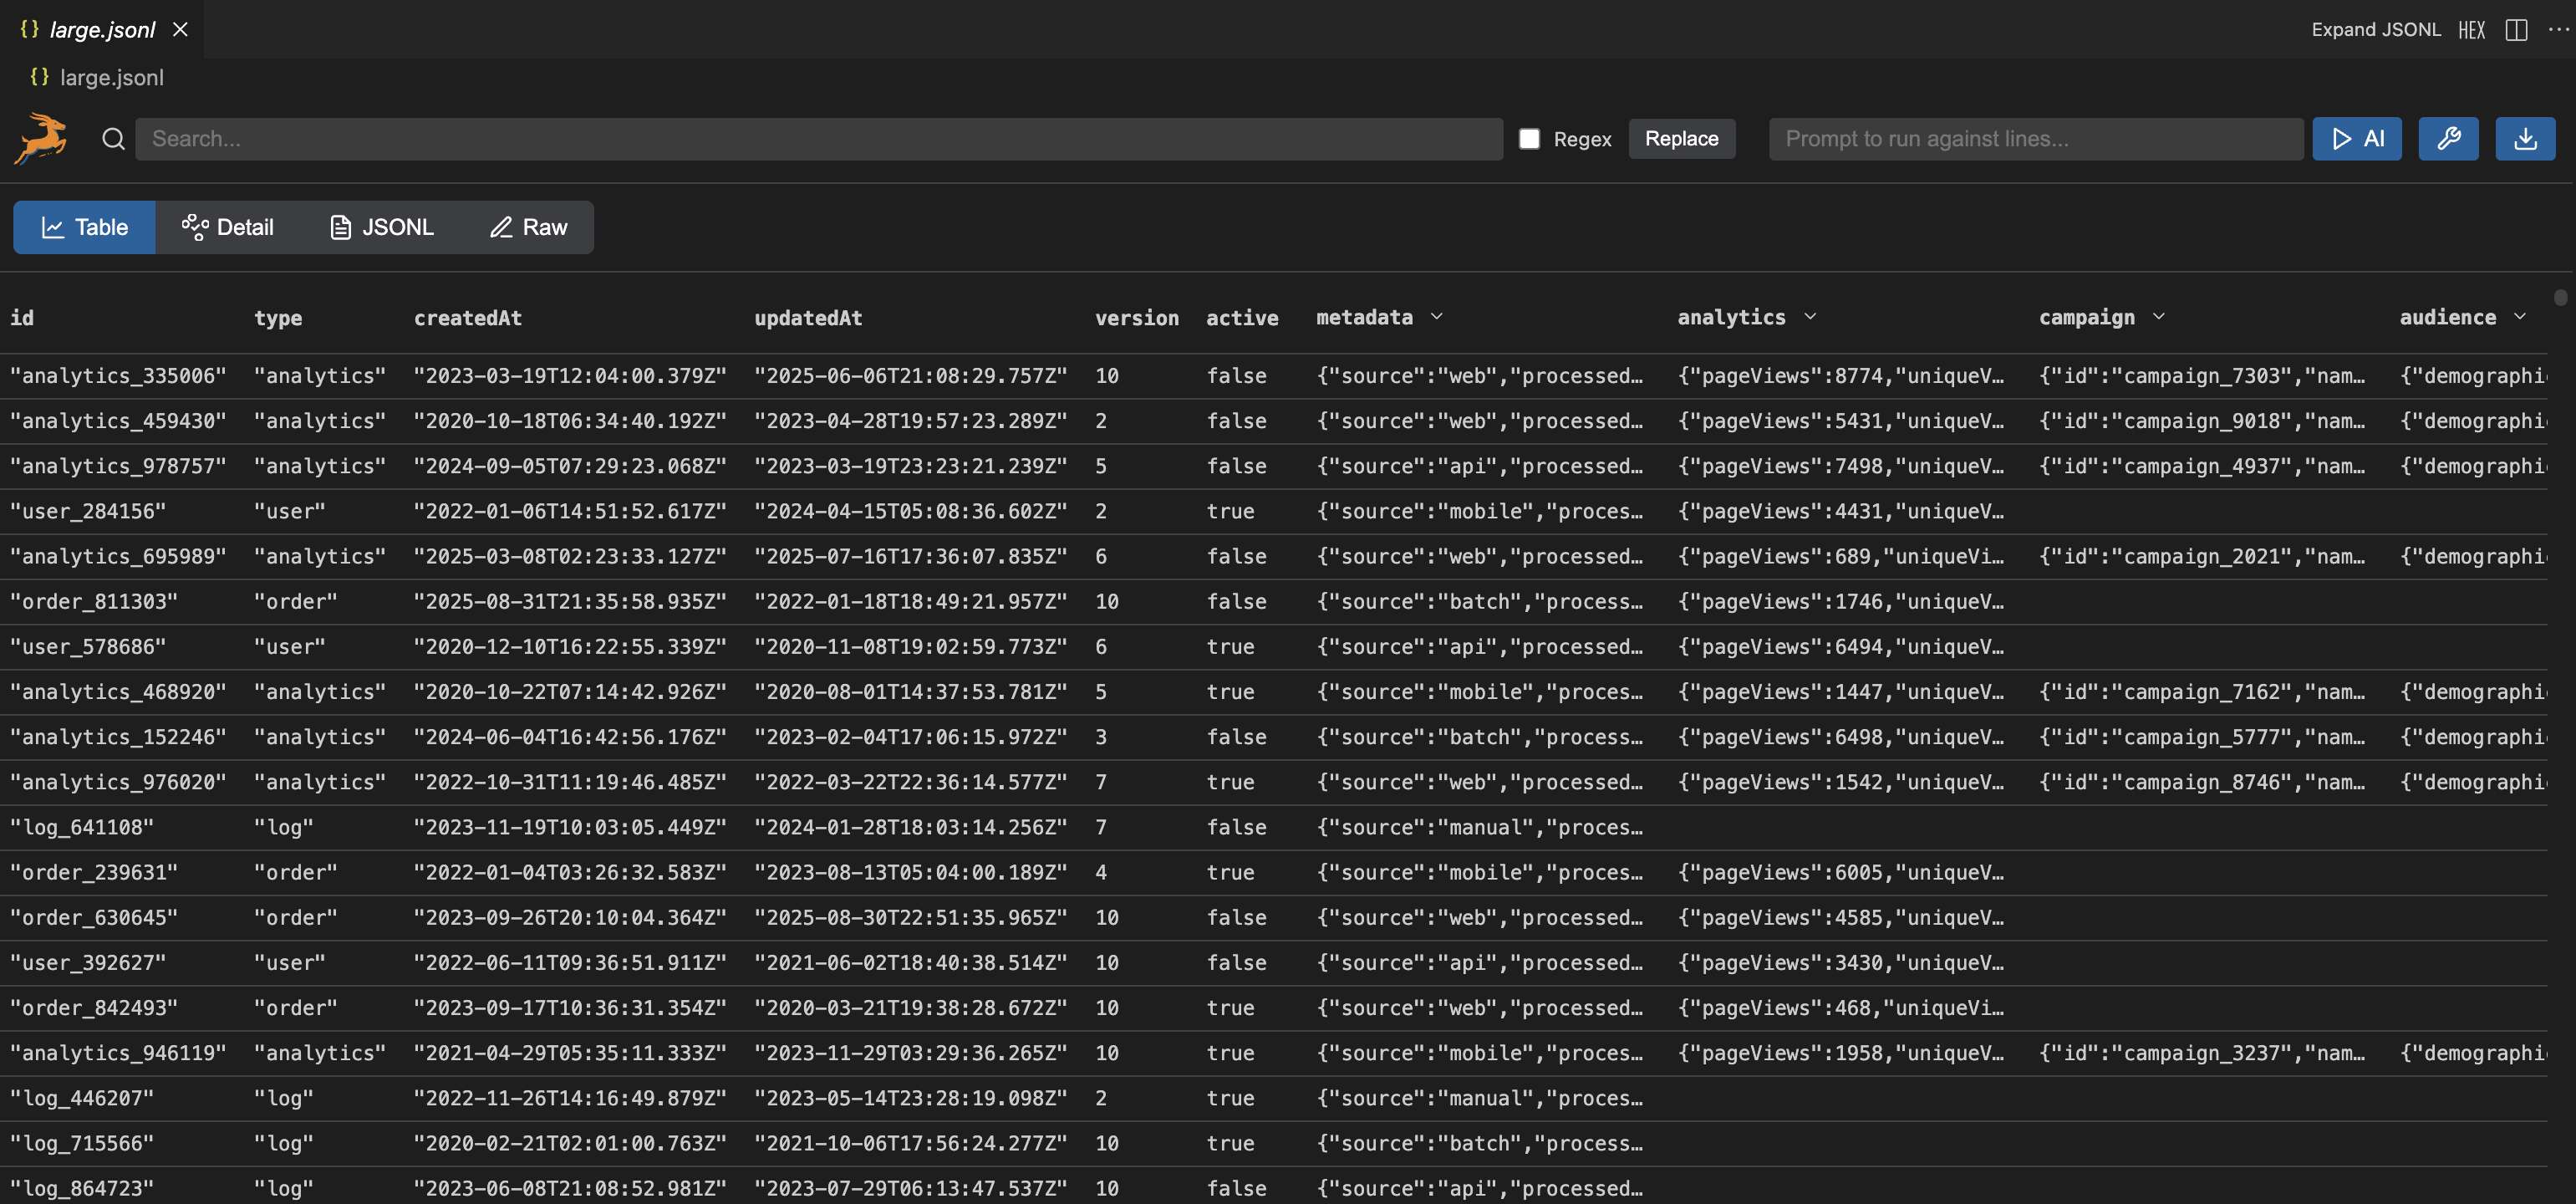 {} large.jsonl Expand JSONL HEX ...
{} large.jsonl
Search... Regex Replace Prompt to run against lines... AI
Table Detail JSONL Raw
id type createdAt updatedAt version active metadata analytics campaign audience
"analytics_335006" "analytics" "2023-03-19T12:04:00.379Z" "2025-06-06T21:08:29.757Z" 10 false {"source":"web","processed… {"pageViews":8774,"uniqueV… {"id":"campaign_7303","nam… {"demographi
"analytics_459430" "analytics" "2020-10-18T06:34:40.192Z" "2023-04-28T19:57:23.289Z" 2 false {"source":"web","processed… {"pageViews":5431,"uniqueV… {"id":"campaign_9018","nam… {"demographi
"analytics_978757" "analytics" "2024-09-05T07:29:23.068Z" "2023-03-19T23:23:21.239Z" 5 false {"source":"api","processed… {"pageViews":7498,"uniqueV… {"id":"campaign_4937","nam… {"demographi
"user_284156" "user" "2022-01-06T14:51:52.617Z" "2024-04-15T05:08:36.602Z" 2 true {"source":"mobile","proces… {"pageViews":4431,"uniqueV…
"analytics_695989" "analytics" "2025-03-08T02:23:33.127Z" "2025-07-16T17:36:07.835Z" 6 false {"source":"web","processed… {"pageViews":689,"uniqueVi… {"id":"campaign_2021","nam… {"demographi
"order_811303" "order" "2025-08-31T21:35:58.935Z" "2022-01-18T18:49:21.957Z" 10 false {"source":"batch","process… {"pageViews":1746,"uniqueV…
"user_578686" "user" "2020-12-10T16:22:55.339Z" "2020-11-08T19:02:59.773Z" 6 true {"source":"api","processed… {"pageViews":6494,"uniqueV…
"analytics_468920" "analytics" "2020-10-22T07:14:42.926Z" "2020-08-01T14:37:53.781Z" 5 true {"source":"mobile","proces… {"pageViews":1447,"uniqueV… {"id":"campaign_7162","nam… {"demographi
"analytics_152246" "analytics" "2024-06-04T16:42:56.176Z" "2023-02-04T17:06:15.972Z" 3 false {"source":"batch","process… {"pageViews":6498,"uniqueV… {"id":"campaign_5777","nam… {"demographi
"analytics_976020" "analytics" "2022-10-31T11:19:46.485Z" "2022-03-22T22:36:14.577Z" 7 true {"source":"web","processed… {"pageViews":1542,"uniqueV… {"id":"campaign_8746","nam… {"demographi
"log_641108" "log" "2023-11-19T10:03:05.449Z" "2024-01-28T18:03:14.256Z" 7 false {"source":"manual","proces…
"order_239631" "order" "2022-01-04T03:26:32.583Z" "2023-08-13T05:04:00.189Z" 4 true {"source":"mobile","proces… {"pageViews":6005,"uniqueV…
"order_630645" "order" "2023-09-26T20:10:04.364Z" "2025-08-30T22:51:35.965Z" 10 false {"source":"web","processed… {"pageViews":4585,"uniqueV…
"user_392627" "user" "2022-06-11T09:36:51.911Z" "2021-06-02T18:40:38.514Z" 10 false {"source":"api","processed… {"pageViews":3430,"uniqueV…
"order_842493" "order" "2023-09-17T10:36:31.354Z" "2020-03-21T19:38:28.672Z" 10 true {"source":"web","processed… {"pageViews":468,"uniqueVi…
"analytics_946119" "analytics" "2021-04-29T05:35:11.333Z" "2023-11-29T03:29:36.265Z" 10 true {"source":"mobile","proces… {"pageViews":1958,"uniqueV… {"id":"campaign_3237","nam… {"demographi
"log_446207" "log" "2022-11-26T14:16:49.879Z" "2023-05-14T23:28:19.098Z" 2 true {"source":"manual","proces…
"log_715566" "log" "2020-02-21T02:01:00.763Z" "2021-10-06T17:56:24.277Z" 10 true {"source":"batch","process…
"log_864723" "log" "2023-06-08T21:08:52.981Z" "2023-07-29T06:13:47.537Z" 10 false {"source":"api","processed…